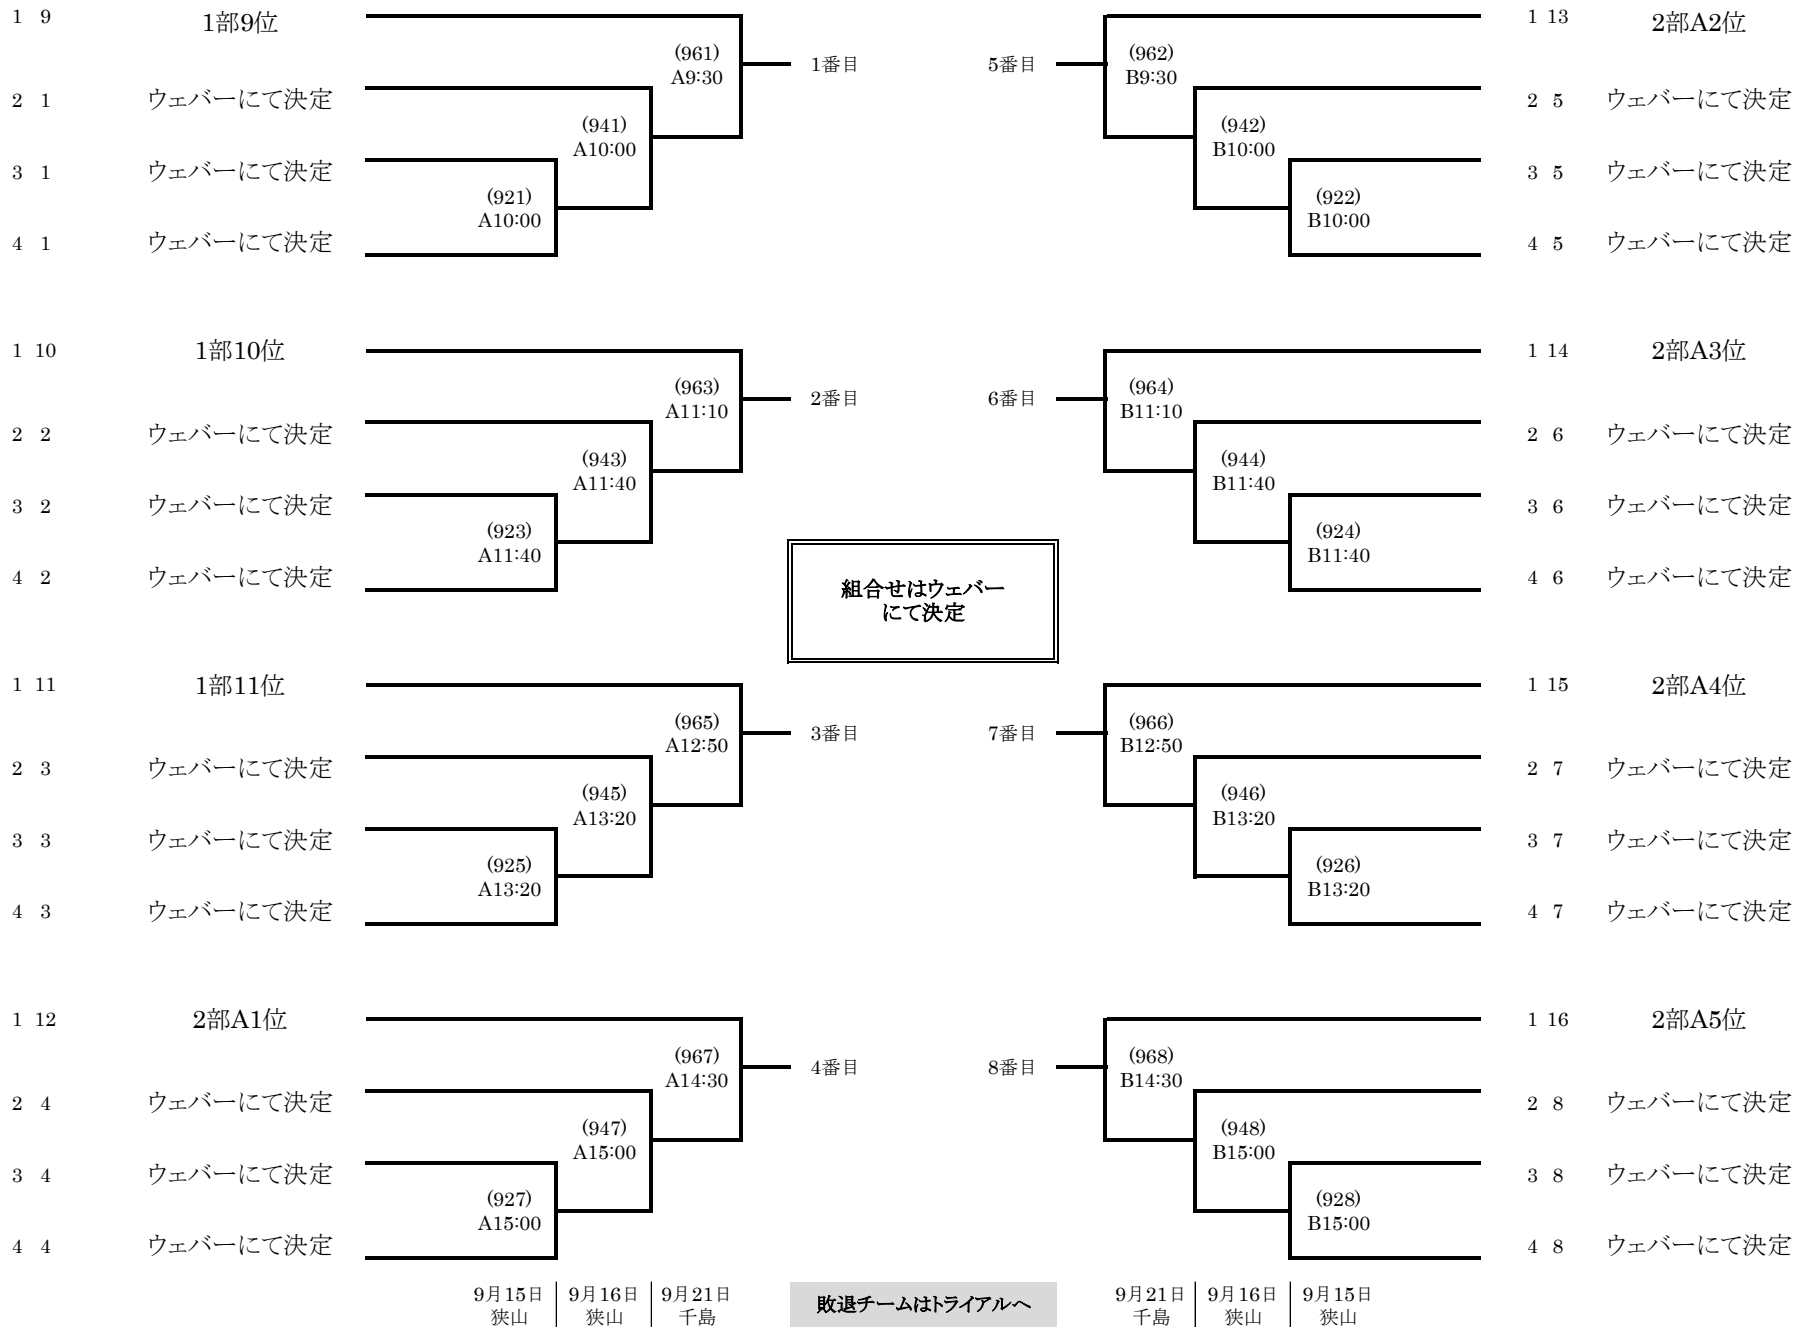 1 9 1部9位
(961)
A9:30
1番目
2 1 ウェバーにて決定
(941)
A10:00
3 1 ウェバーにて決定
(921)
A10:00
4 1 ウェバーにて決定
1 10 1部10位
(963)
A11:10
2番目
2 2 ウェバーにて決定
(943)
A11:40
3 2 ウェバーにて決定
(923)
A11:40
4 2 ウェバーにて決定
1 11 1部11位
(965)
A12:50
3番目
2 3 ウェバーにて決定
(945)
A13:20
3 3 ウェバーにて決定
(925)
A13:20
4 3 ウェバーにて決定
1 12 2部A1位
(967)
A14:30
4番目
2 4 ウェバーにて決定
(947)
A15:00
3 4 ウェバーにて決定
(927)
A15:00
4 4 ウェバーにて決定
9月15日 9月16日 9月21日
狭山 狭山 千島
組合せはウェバー
にて決定
敗退チームはトライアルへ
1 13 2部A2位
5番目
(962)
B9:30
2 5 ウェバーにて決定
(942)
B10:00
3 5 ウェバーにて決定
(922)
B10:00
4 5 ウェバーにて決定
1 14 2部A3位
6番目
(964)
B11:10
2 6 ウェバーにて決定
(944)
B11:40
3 6 ウェバーにて決定
(924)
B11:40
4 6 ウェバーにて決定
1 15 2部A4位
7番目
(966)
B12:50
2 7 ウェバーにて決定
(946)
B13:20
3 7 ウェバーにて決定
(926)
B13:20
4 7 ウェバーにて決定
1 16 2部A5位
8番目
(968)
B14:30
2 8 ウェバーにて決定
(948)
B15:00
3 8 ウェバーにて決定
(928)
B15:00
4 8 ウェバーにて決定
9月21日 9月16日 9月15日
千島 狭山 狭山